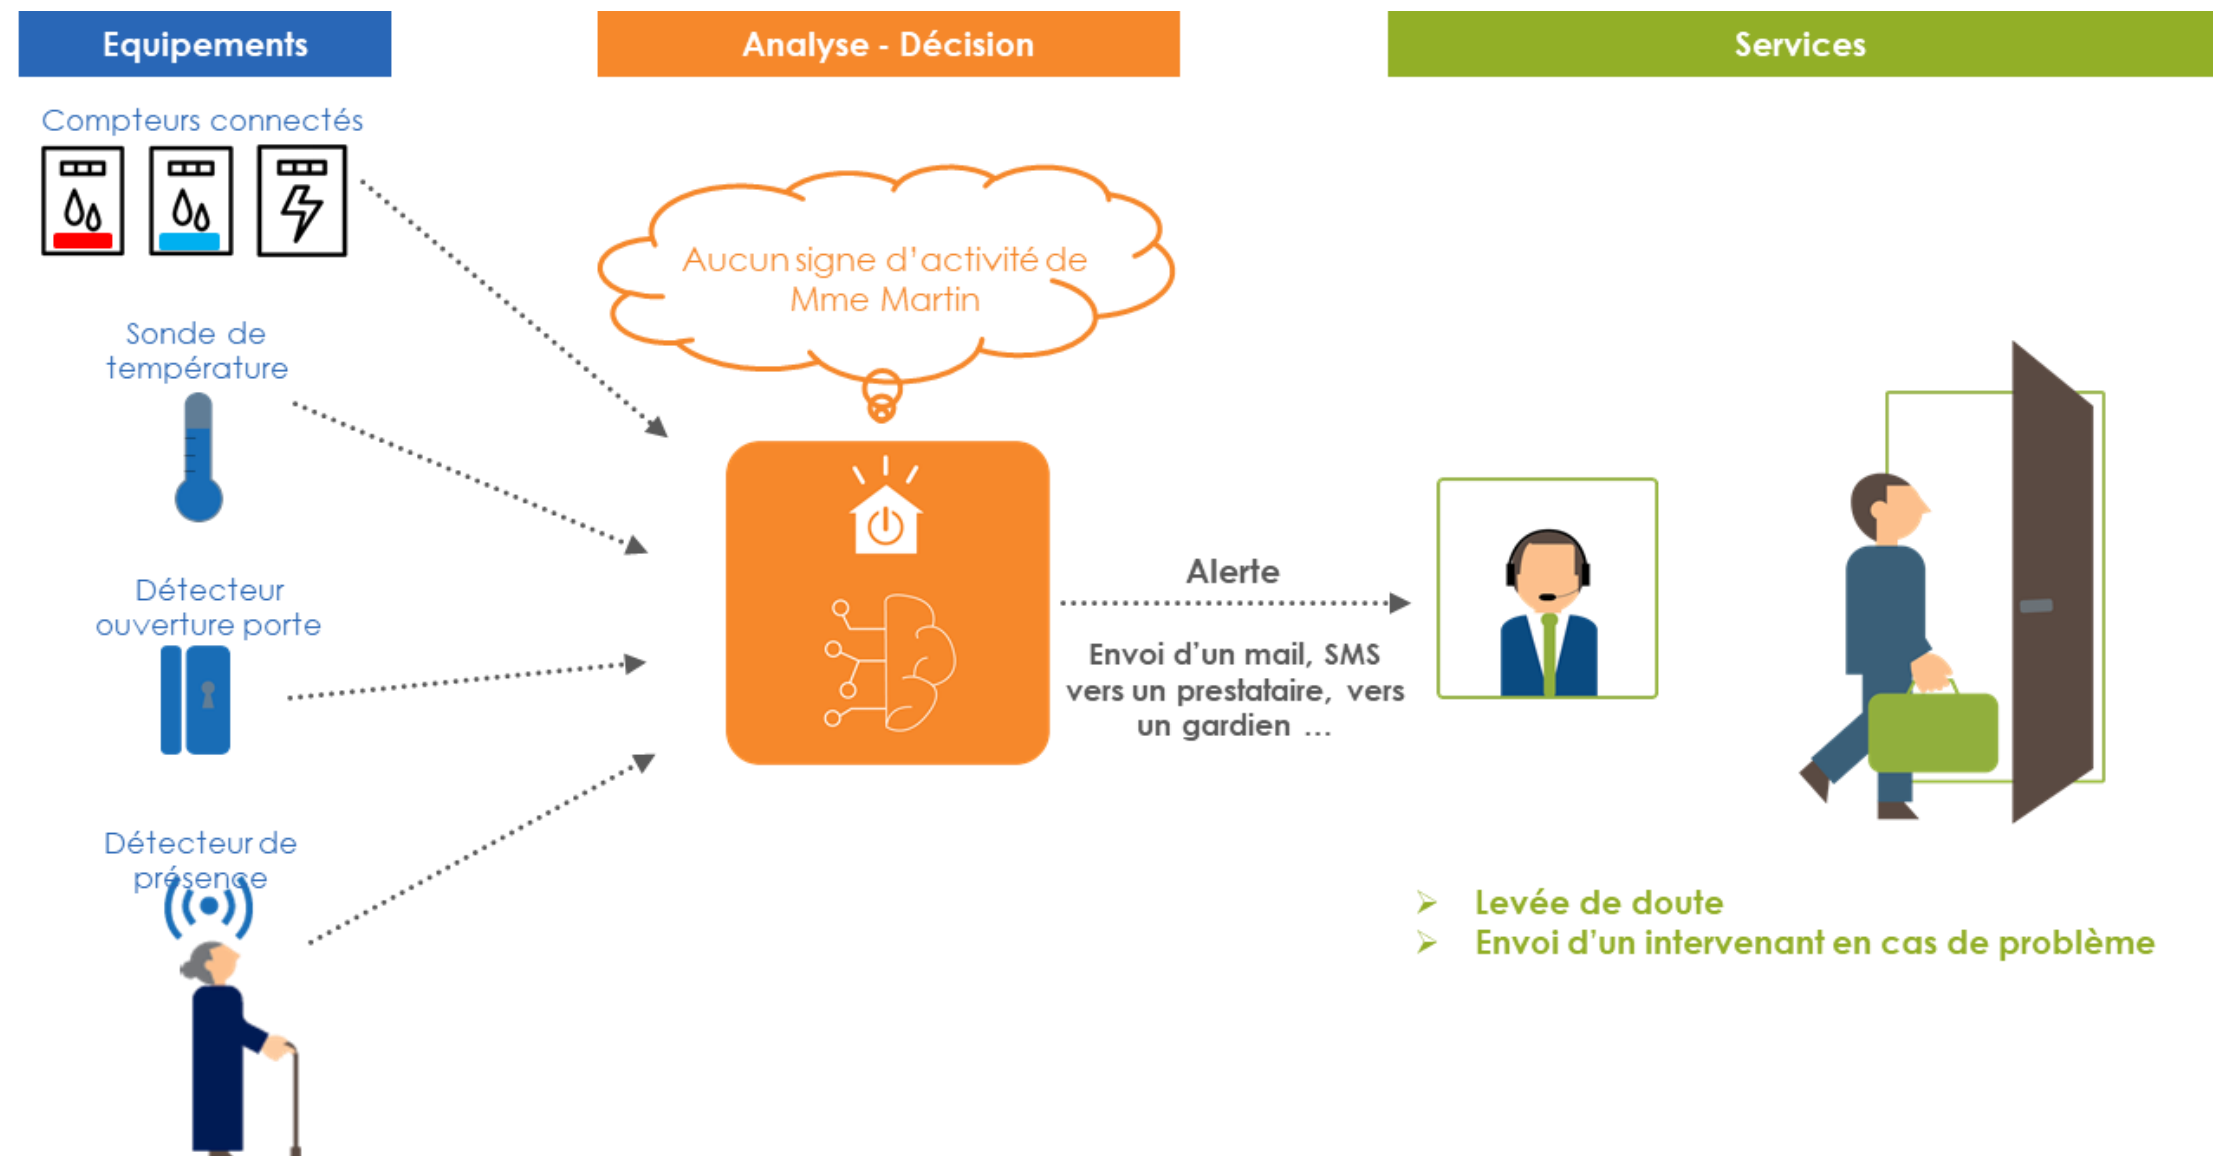 Equipements
Analyse - Décision
Services
Compteurs connectés
Aucun signe d'activité de
Mme Martin
Sonde de
température
Détecteur
ouverture porte
Alerte
Envoi d'un mail, SMS
vers un prestataire, vers
un gardien ...
Détecteur de
présence
Levée de doute
Envoi d'un intervenant en cas de problème